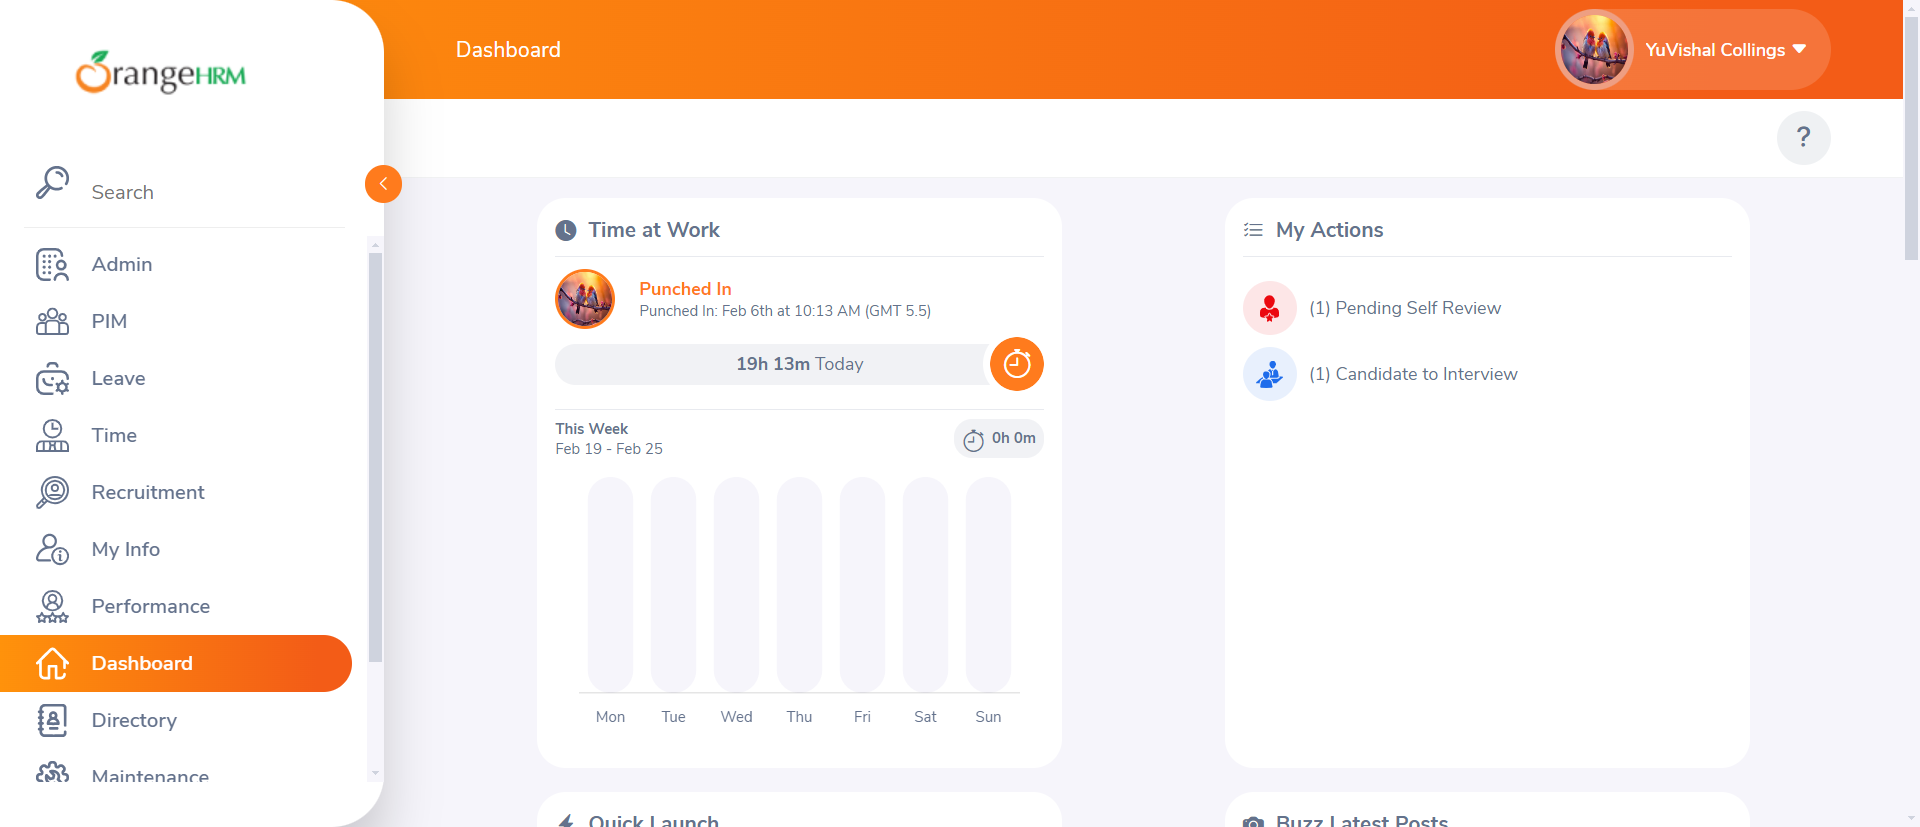 OrangeHRM
Search
Admin
PIM
Leave
Time
Recruitment
My Info
Performance
Dashboard
Directory
Maintenance
Dashboard
YuVishal Collings
?
Time at Work
Punched In
Punched In: Feb 6th at 10:13 AM (GMT 5.5)
19h 13m Today
This Week
Feb 19 - Feb 25
0h 0m
Mon Tue Wed Thu Fri Sat Sun
My Actions
(1) Pending Self Review
(1) Candidate to Interview
Quick Launch
Buzz Latest Posts